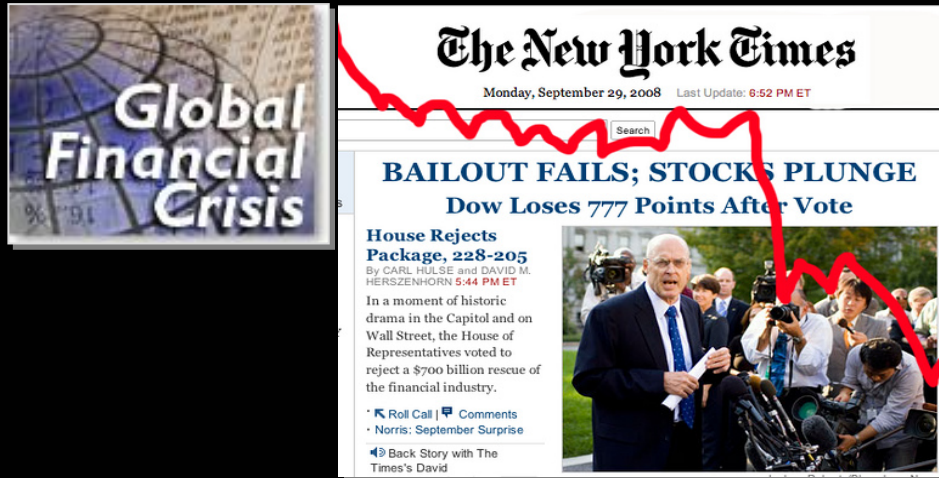 Global
Financial
Crisis
The New York Times
Monday, September 29, 2008 Last Update: 6:52 PM ET
Search
BAILOUT FAILS; STOCKS PLUNGE
Dow Loses 777 Points After Vote
House Rejects
Package, 228-205
By CARL HULSE and DAVID M.
HERSZENHORN 5:44 PM ET
In a moment of historic
drama in the Capitol and on
Wall Street, the House of
Representatives voted to
reject a $700 billion rescue of
the financial industry.
Roll Call | Comments
Norris: September Surprise
Back Story with The
Times's David